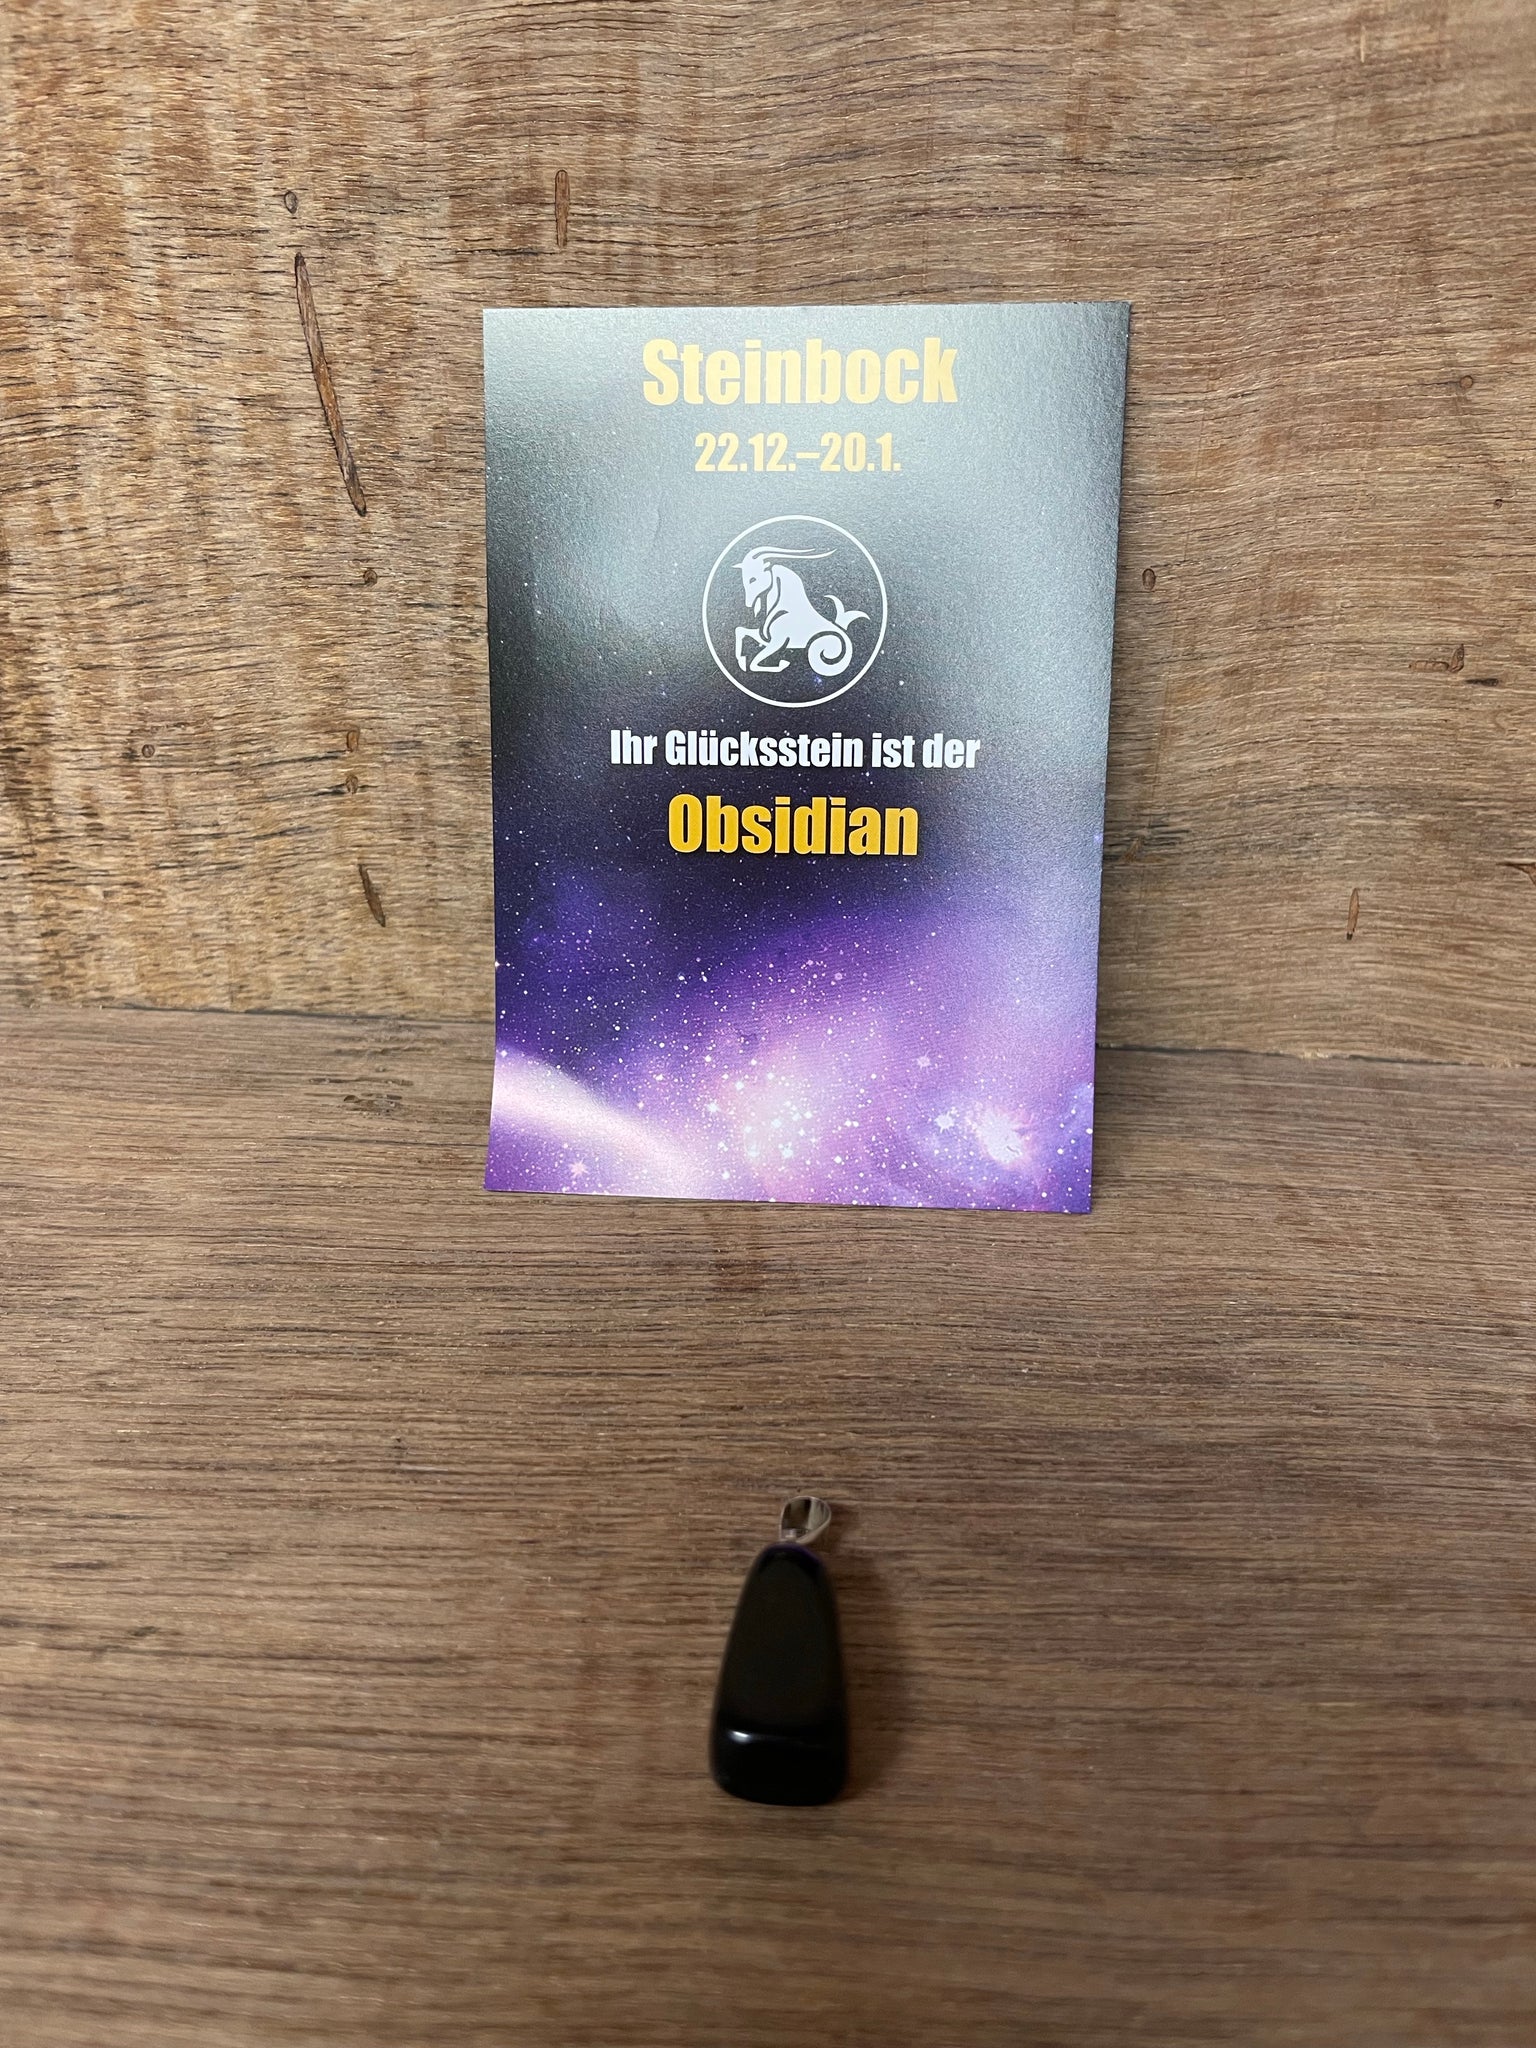 Steinbock
22.12.–20.1.
Ihr Glücksstein ist der
Obsidian